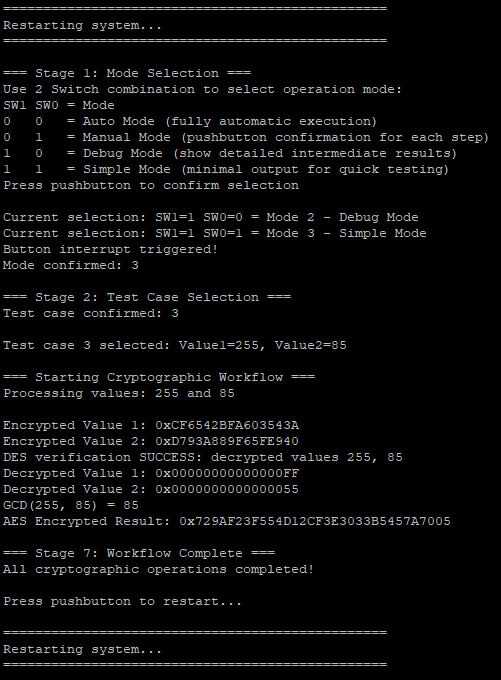 ================================================
Restarting system...
================================================
=== Stage 1: Mode Selection ===
Use 2 Switch combination to select operation mode:
SW1 SW0 = Mode
0   0   = Auto Mode (fully automatic execution)
0   1   = Manual Mode (pushbutton confirmation for each step)
1   0   = Debug Mode (show detailed intermediate results)
1   1   = Simple Mode (minimal output for quick testing)
Press pushbutton to confirm selection
Current selection: SW1=1 SW0=0 = Mode 2 - Debug Mode
Current selection: SW1=1 SW0=1 = Mode 3 - Simple Mode
Button interrupt triggered!
Mode confirmed: 3
=== Stage 2: Test Case Selection ===
Test case confirmed: 3
Test case 3 selected: Value1=255, Value2=85
=== Starting Cryptographic Workflow ===
Processing values: 255 and 85
Encrypted Value 1: 0xCF6542BFA603543A
Encrypted Value 2: 0xD793A889F65FE940
DES verification SUCCESS: decrypted values 255, 85
Decrypted Value 1: 0x00000000000000FF
Decrypted Value 2: 0x0000000000000055
GCD(255, 85) = 85
AES Encrypted Result: 0x729AF23F554D12CF3E3033B5457A7005
=== Stage 7: Workflow Complete ===
All cryptographic operations completed!
Press pushbutton to restart...
================================================
Restarting system...
================================================